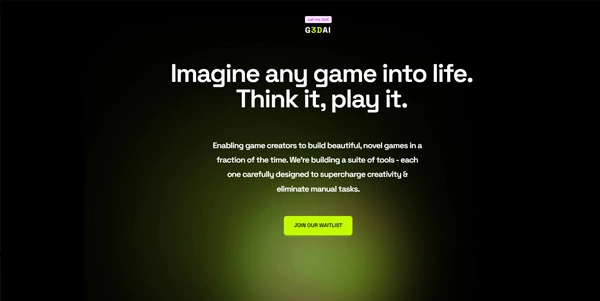 G3DAI
Imagine any game into life.
Think it, play it.
Enabling game creators to build beautiful, novel games in a
fraction of the time. We're building a suite of tools - each
one carefully designed to supercharge creativity &
eliminate manual tasks.
JOIN OUR WAITLIST